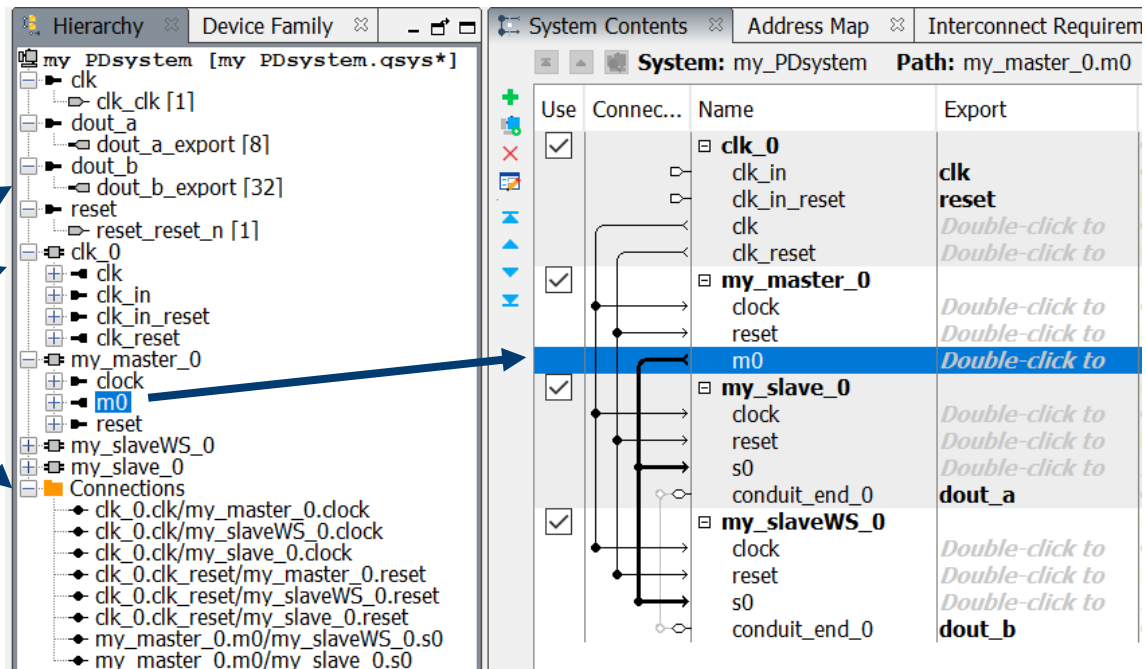 Hierarchy
Device Family
my_PDsystem [my_PDsystem.qsys*]
clk
clk_clk [1]
dout_a
dout_a_export [8]
dout_b
dout_b_export [32]
reset
reset_reset_n [1]
clk_0
clk
clk_in
clk_in_reset
clk_reset
my_master_0
clock
m0
reset
my_slaveWS_0
my_slave_0
Connections
clk_0.clk/my_master_0.clock
clk_0.clk/my_slaveWS_0.clock
clk_0.clk/my_slave_0.clock
clk_0.clk_reset/my_master_0.reset
clk_0.clk_reset/my_slaveWS_0.reset
clk_0.clk_reset/my_slave_0.reset
my_master_0.m0/my_slaveWS_0.s0
my_master_0.m0/my_slave_0.s0
System Contents
Address Map
Interconnect Requirem
System: my_PDsystem Path: my_master_0.m0
Use Connec... Name Export
clk_0
clk_in clk
clk_in_reset reset
clk Double-click to
clk_reset Double-click to
my_master_0
clock Double-click to
reset Double-click to
m0 Double-click to
my_slave_0
clock Double-click to
reset Double-click to
s0 Double-click to
conduit_end_0 dout_a
my_slaveWS_0
clock Double-click to
reset Double-click to
s0 Double-click to
conduit_end_0 dout_b